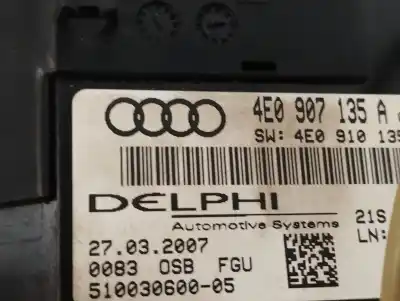 4E0 907 135 A
SW: 4E0 910 135
DELPHI
Automotive Systems
21S
27.03.2007
LN:
0083 OSB FGU
510030600-05